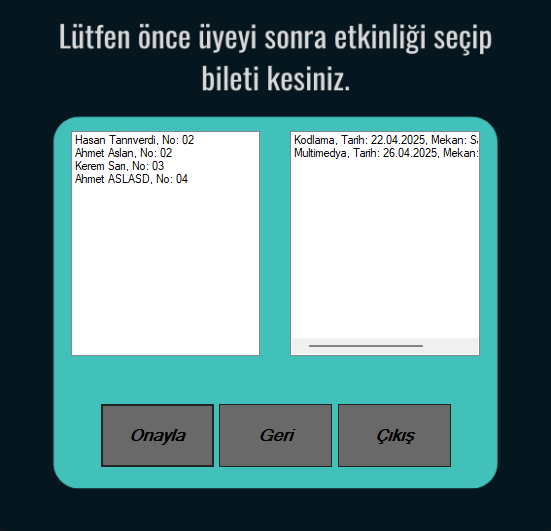 Lütfen önce üyeyi sonra etkinliği seçip
bileti kesiniz.
Hasan Tanrıverdi, No: 02
Ahmet Aslan, No: 02
Kerem Sarı, No: 03
Ahmet ASLASD, No: 04
Kodlama, Tarih: 22.04.2025, Mekan:
Multimedya, Tarih: 26.04.2025, Mekan:
Onayla
Geri
Çıkış